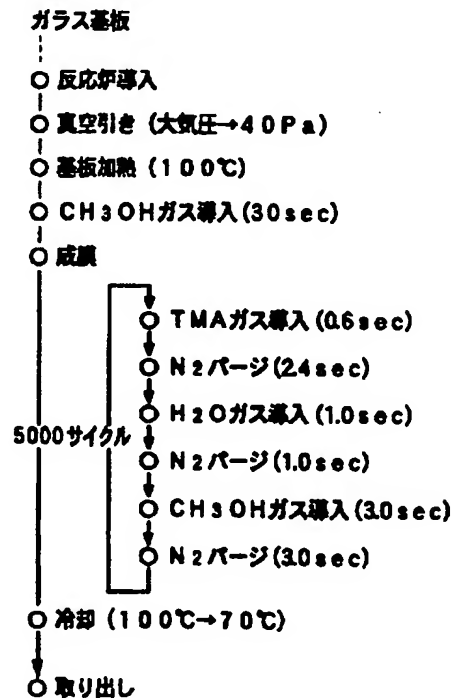 ガラス基板
反応炉導入
真空引き (大気圧→40Pa)
基板加熱 (100℃)
CH3OHガス導入 (30sec)
成膜
TMAガス導入 (0.6sec)
N2パージ (2.4sec)
H2Oガス導入 (1.0sec)
5000サイクル
N2パージ (1.0sec)
CH3OHガス導入 (3.0sec)
N2パージ (3.0sec)
冷却 (100℃→70℃)
取り出し